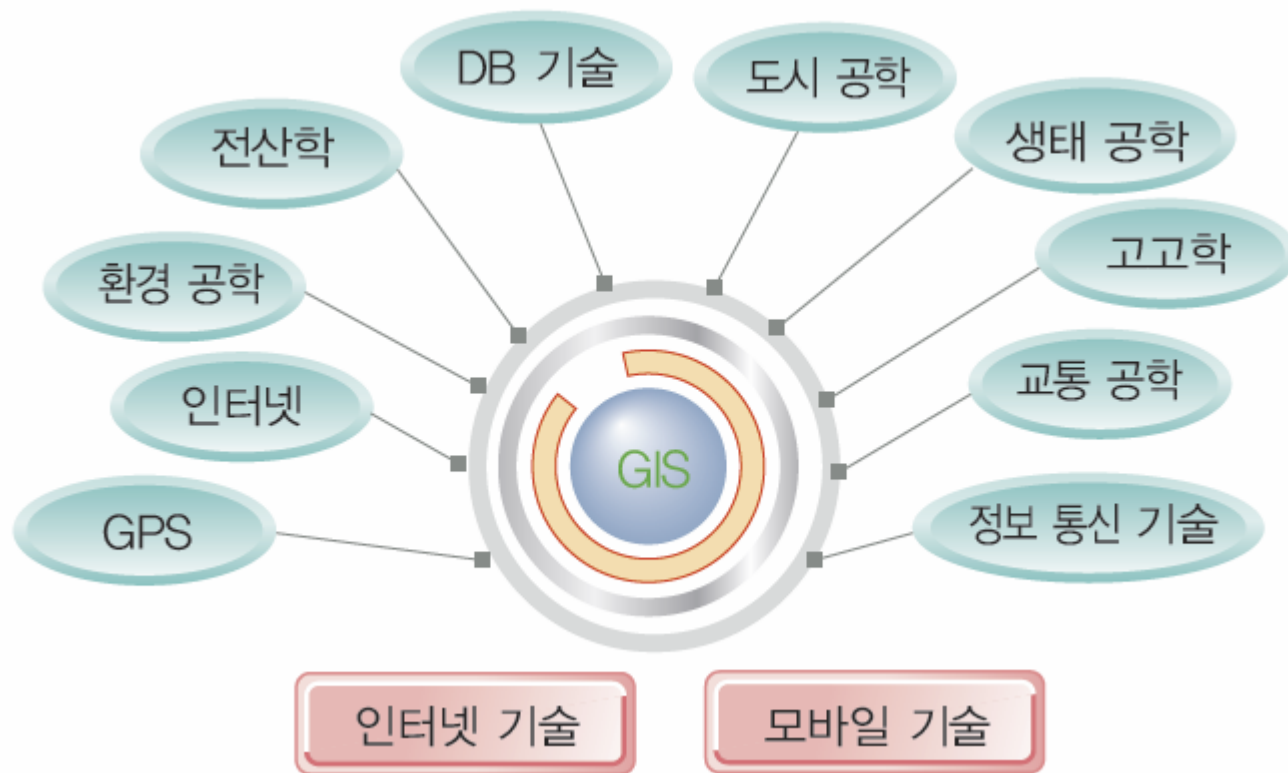 DB 기술
도시 공학
전산학
생태 공학
환경 공학
고고학
인터넷
교통 공학
GIS
GPS
정보 통신 기술
인터넷 기술
모바일 기술